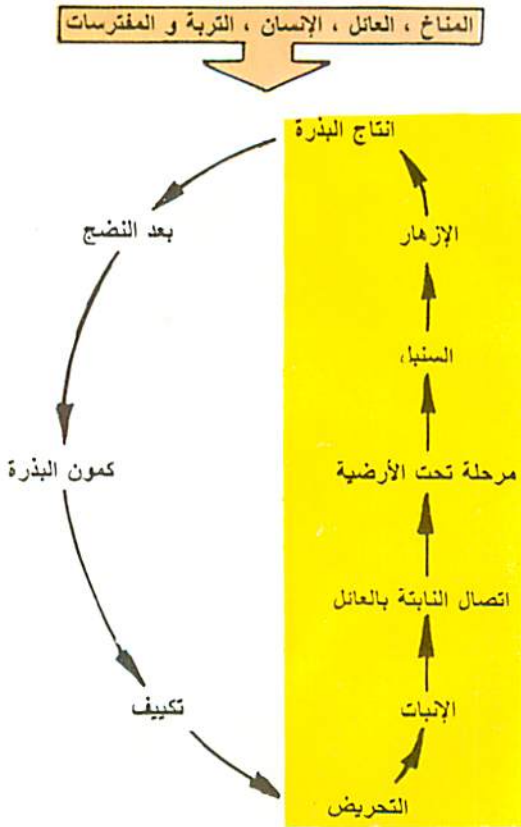 المناخ ، العائل ، الإنسان ، التربة و المفترسات
انتاج البذرة
بعد النضج
الإزهار
السنبل،
كمون البذرة
مرحلة تحت الأرضية
اتصال النابتة بالعائل
تكييف
الإنبات
التحريض